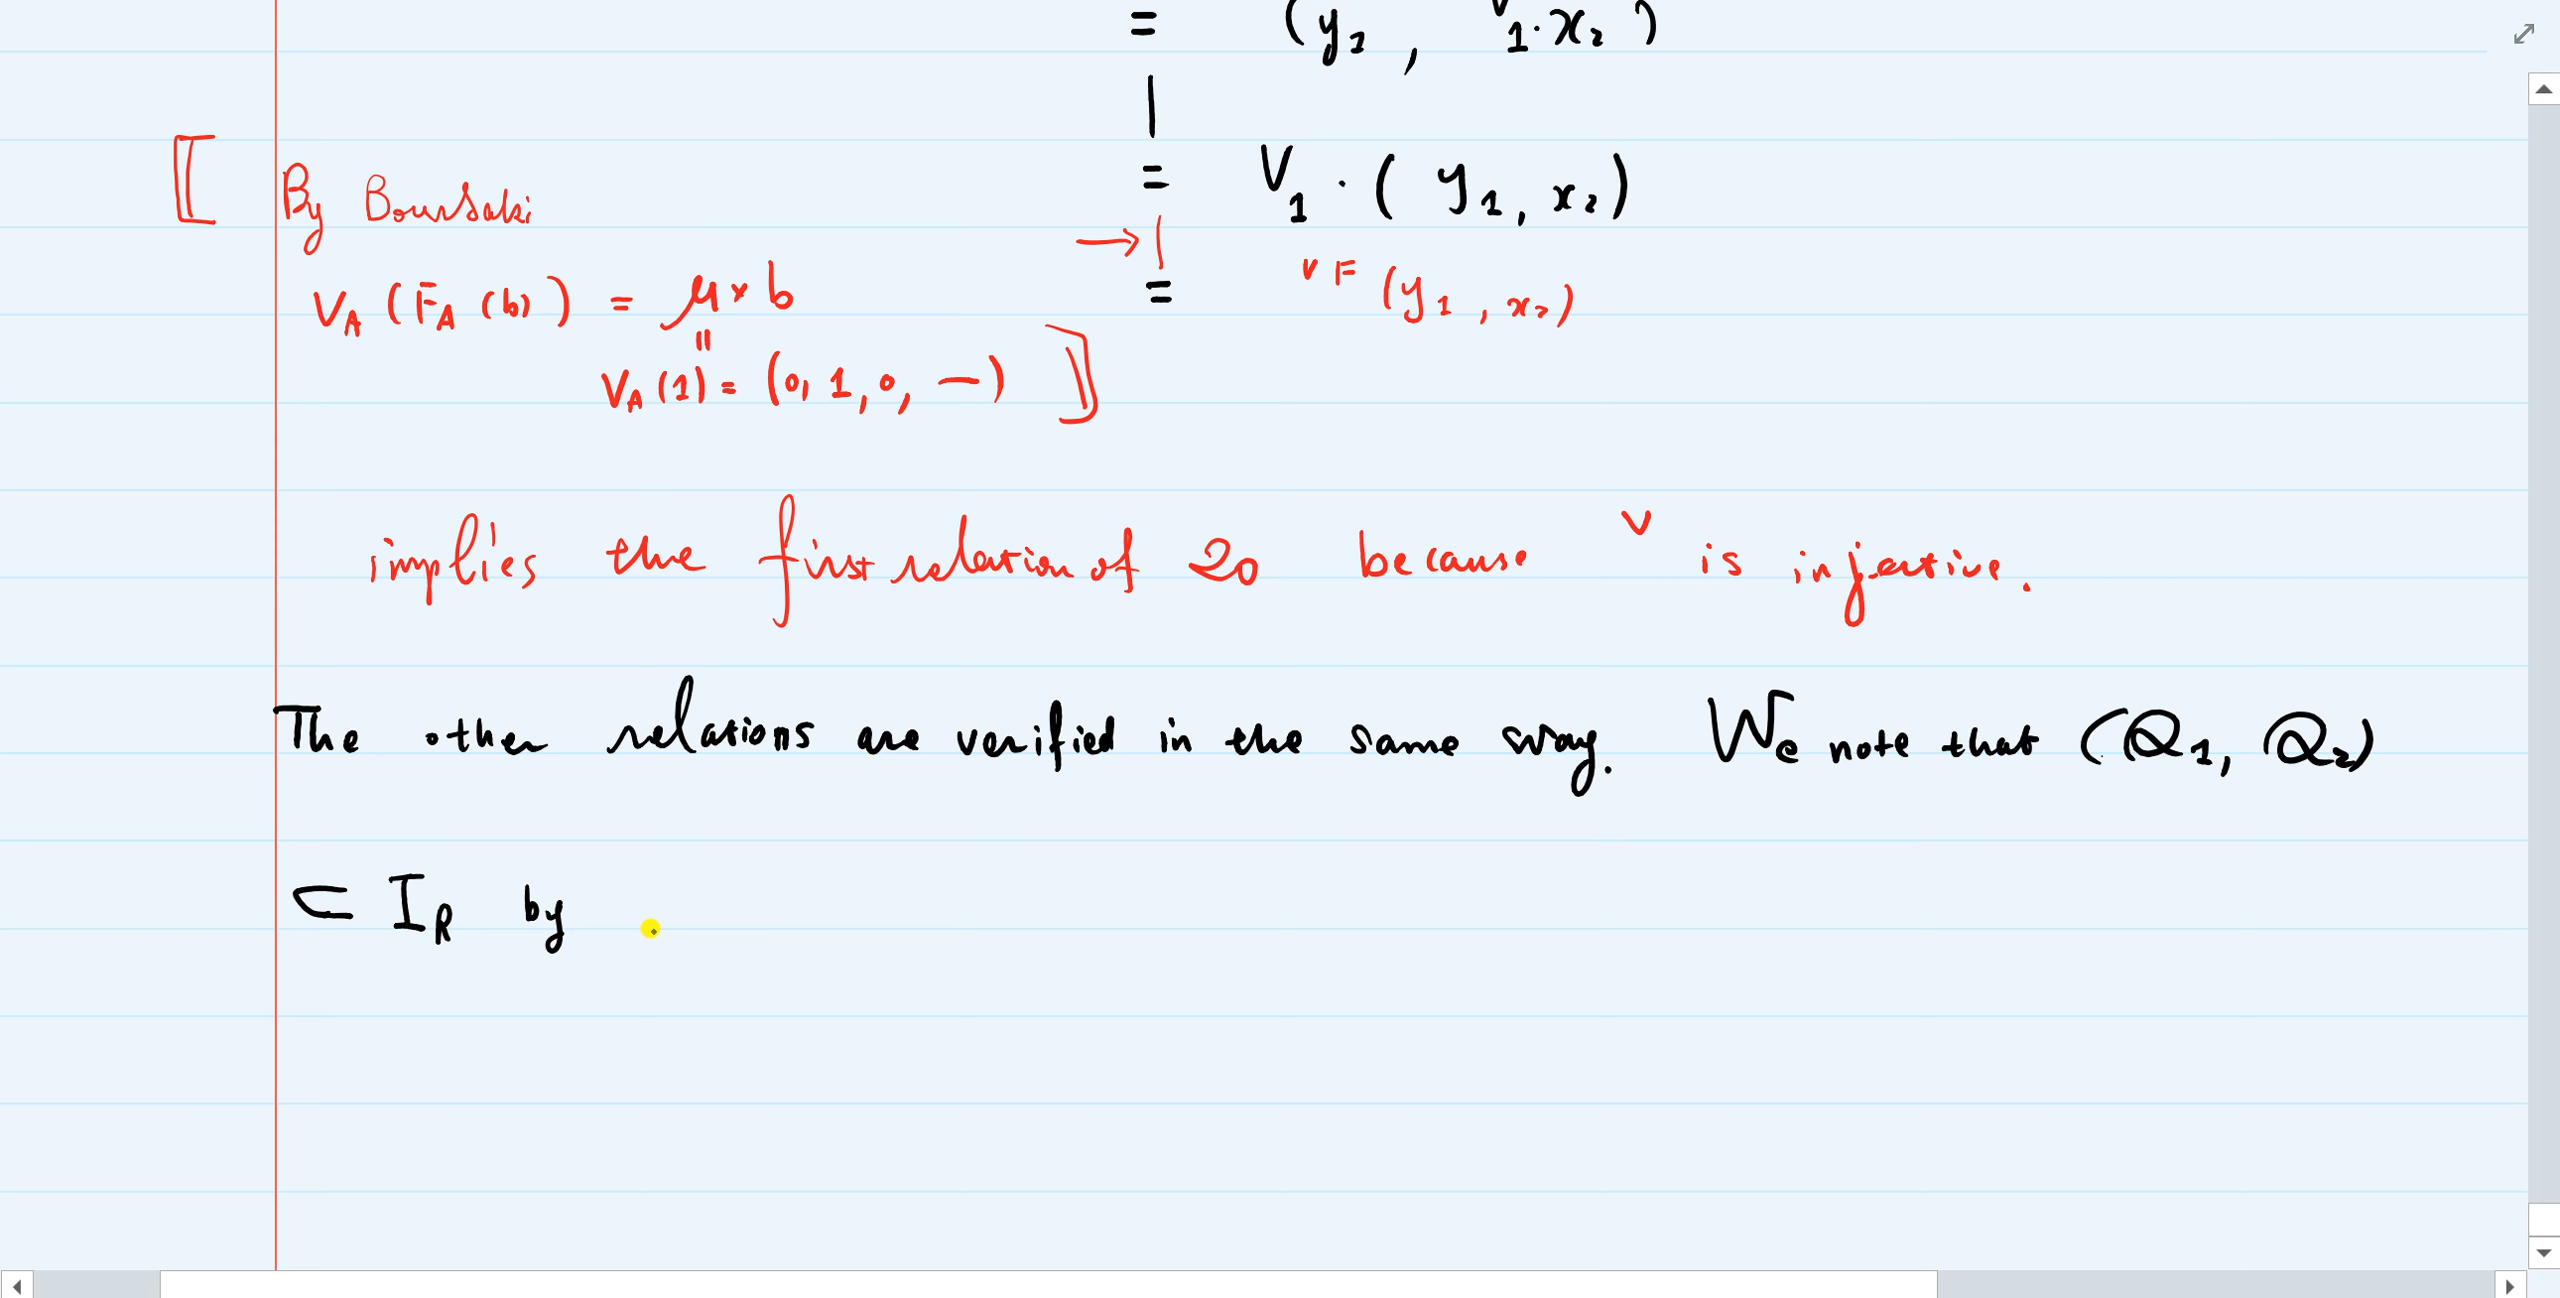 = (y₂, ᵛ1·x₂)
= V₁ · (y₁, x₂)
[ By Boursaki
→ = ᵛF (y₁, x₂)
V_A (F_A (b)) = μ × b
V_A (1) = (0, 1, 0, —) ]
implies the first relation of 20 because ᵛ is injective.
The other relations are verified in the same way. We note that (Q₁, Q₂)
⊂ I_R by